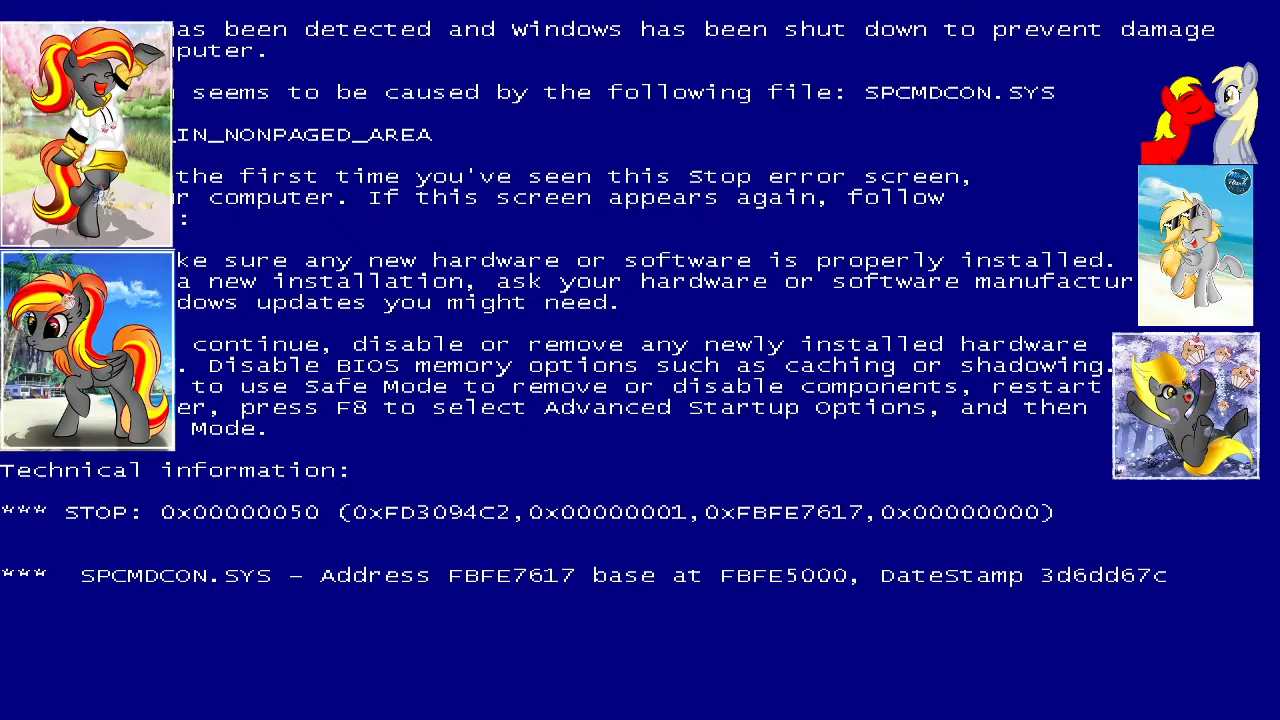 has been detected and Windows has been shut down to prevent damage
puter.
seems to be caused by the following file: SPCMDCON.SYS
_IN_NONPAGED_AREA
the first time you've seen this Stop error screen,
r computer. If this screen appears again, follow
:
ke sure any new hardware or software is properly installed.
a new installation, ask your hardware or software manufactur
dows updates you might need.
continue, disable or remove any newly installed hardware
. Disable BIOS memory options such as caching or shadowing.
to use Safe Mode to remove or disable components, restart
er, press F8 to select Advanced Startup Options, and then
Mode.
Technical information:
*** STOP: 0x00000050 (0xFD3094C2,0x00000001,0xFBFE7617,0x00000000)
*** SPCMDCON.SYS – Address FBFE7617 base at FBFE5000, DateStamp 3d6dd67c